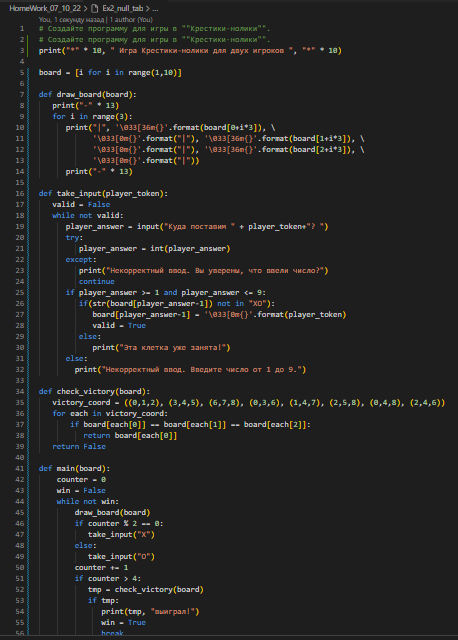 HomeWork_07_10_22 > Ex2_null_tab > ...
You, 1 секунду назад | 1 author (You)
1 # Создайте программу для игры в ""Крестики-нолики"".
2 # Создайте программу для игры в ""Крестики-нолики"".
3 print("*" * 10, " Игра Крестики-нолики для двух игроков ", "*" * 10)
4
5 board = [i for i in range(1,10)]
6
7 def draw_board(board):
8     print("-" * 13)
9     for i in range(3):
10         print("|", '\033[36m{}'.format(board[0+i*3]), \
11               '\033[0m{}'.format("|"), '\033[36m{}'.format(board[1+i*3]), \
12               '\033[0m{}'.format("|"), '\033[36m{}'.format(board[2+i*3]), \
13               '\033[0m{}'.format("|"))
14         print("-" * 13)
15
16 def take_input(player_token):
17     valid = False
18     while not valid:
19         player_answer = input("Куда поставим " + player_token+"? ")
20         try:
21             player_answer = int(player_answer)
22         except:
23             print("Некорректный ввод. Вы уверены, что ввели число?")
24             continue
25         if player_answer >= 1 and player_answer <= 9:
26             if(str(board[player_answer-1]) not in "XO"):
27                 board[player_answer-1] = '\033[0m{}'.format(player_token)
28                 valid = True
29             else:
30                 print("Эта клетка уже занята!")
31         else:
32             print("Некорректный ввод. Введите число от 1 до 9.")
33
34 def check_victory(board):
35     victory_coord = ((0,1,2), (3,4,5), (6,7,8), (0,3,6), (1,4,7), (2,5,8), (0,4,8), (2,4,6))
36     for each in victory_coord:
37         if board[each[0]] == board[each[1]] == board[each[2]]:
38             return board[each[0]]
39     return False
40
41 def main(board):
42     counter = 0
43     win = False
44     while not win:
45         draw_board(board)
46         if counter % 2 == 0:
47             take_input("X")
48         else:
49             take_input("O")
50         counter += 1
51         if counter > 4:
52             tmp = check_victory(board)
53             if tmp:
54                 print(tmp, "выиграл!")
55                 win = True
56                 break